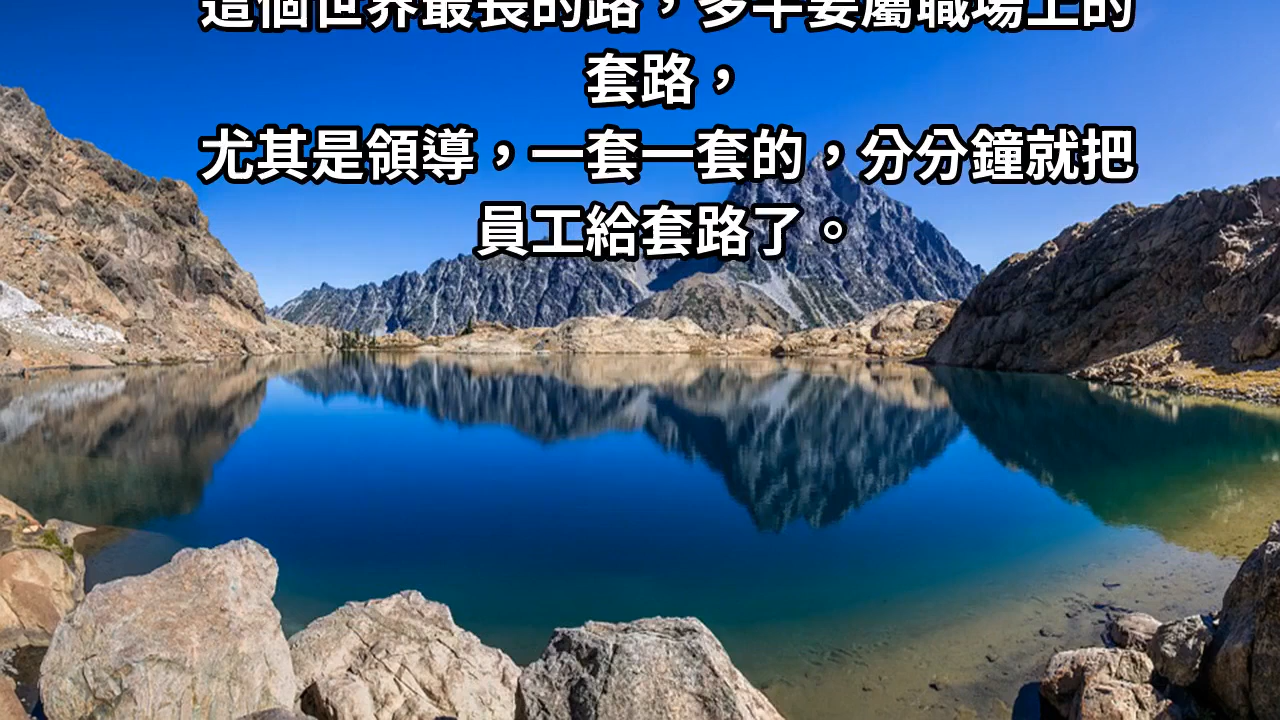 這個世界最長的路，多半要屬職場上的
套路，
尤其是領導，一套一套的，分分鐘就把
員工給套路了。